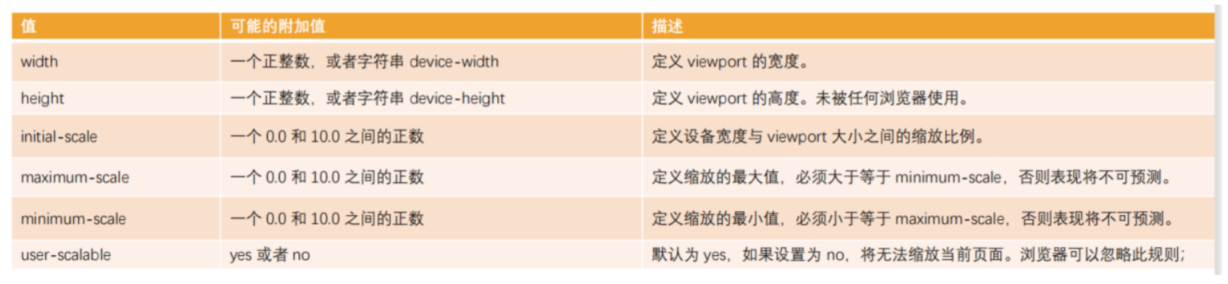 值 可能的附加值 描述
width 一个正整数，或者字符串 device-width 定义 viewport 的宽度。
height 一个正整数，或者字符串 device-height 定义 viewport 的高度。未被任何浏览器使用。
initial-scale 一个 0.0 和 10.0 之间的正数 定义设备宽度与 viewport 大小之间的缩放比例。
maximum-scale 一个 0.0 和 10.0 之间的正数 定义缩放的最大值，必须大于等于 minimum-scale，否则表现将不可预测。
minimum-scale 一个 0.0 和 10.0 之间的正数 定义缩放的最小值，必须小于等于 maximum-scale，否则表现将不可预测。
user-scalable yes 或者 no 默认为 yes，如果设置为 no，将无法缩放当前页面。浏览器可以忽略此规则；